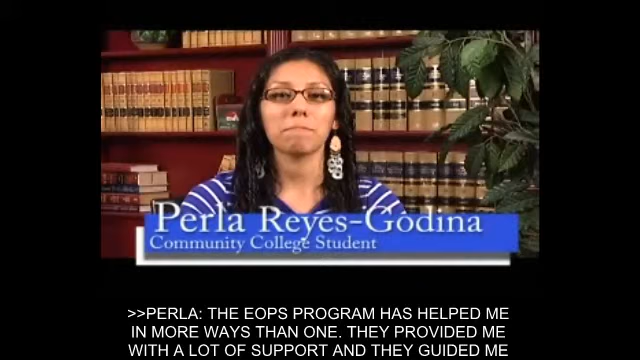 Perla Reyes-Godina
Community College Student
>>PERLA: THE EOPS PROGRAM HAS HELPED ME
IN MORE WAYS THAN ONE. THEY PROVIDED ME
WITH A LOT OF SUPPORT AND THEY GUIDED ME